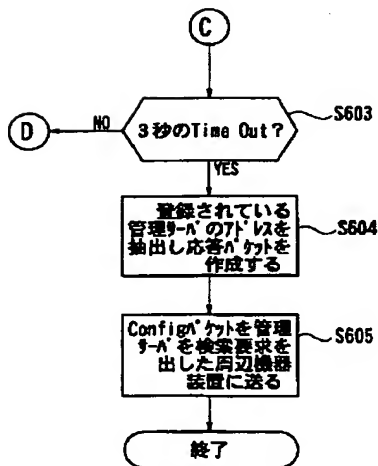 C
3秒のTime Out?
S603
NO
D
YES
登録されている
管理サーバのアドレスを
抽出し応答パケットを
作成する
S604
Configパケットを管理
サーバを検索要求を
出した周辺機器
装置に送る
S605
終了